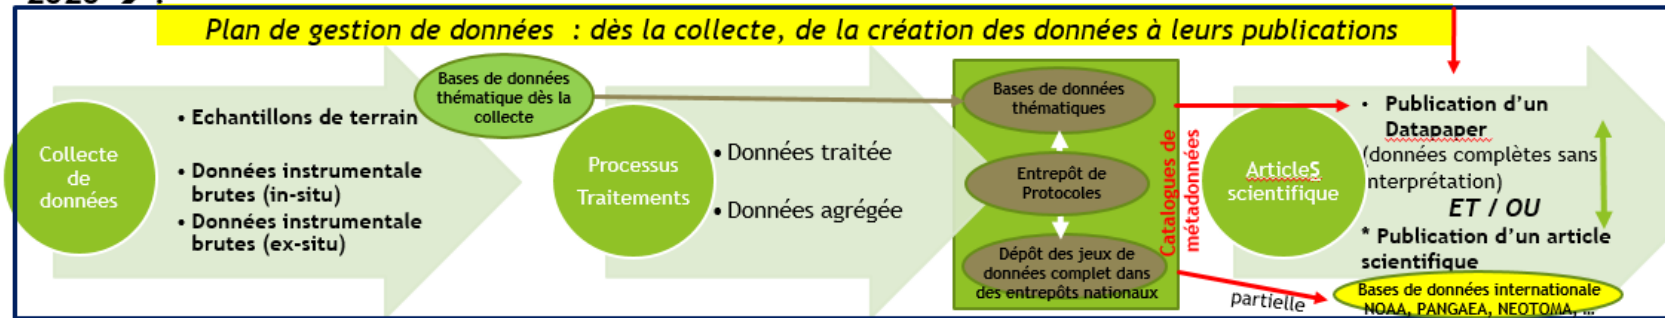 Plan de gestion de données : dès la collecte, de la création des données à leurs publications
Collecte
de
données
• Echantillons de terrain
• Données instrumentale
brutes (in-situ)
• Données instrumentale
brutes (ex-situ)
Bases de données
thématique dès la
collecte
Processus
Traitements
• Données traitée
• Données agrégée
Bases de données
thématiques
Entrepôt de
Protocoles
Dépôt des jeux de
données complet dans
des entrepôts nationaux
Catalogues de
métadonnées
ArticleS
scientifique
• Publication d’un
Datapaper
(données complètes sans
interprétation)
ET / OU
* Publication d’un article
scientifique
partielle
Bases de données internationale
NOAA, PANGAEA, NEOTOMA, …